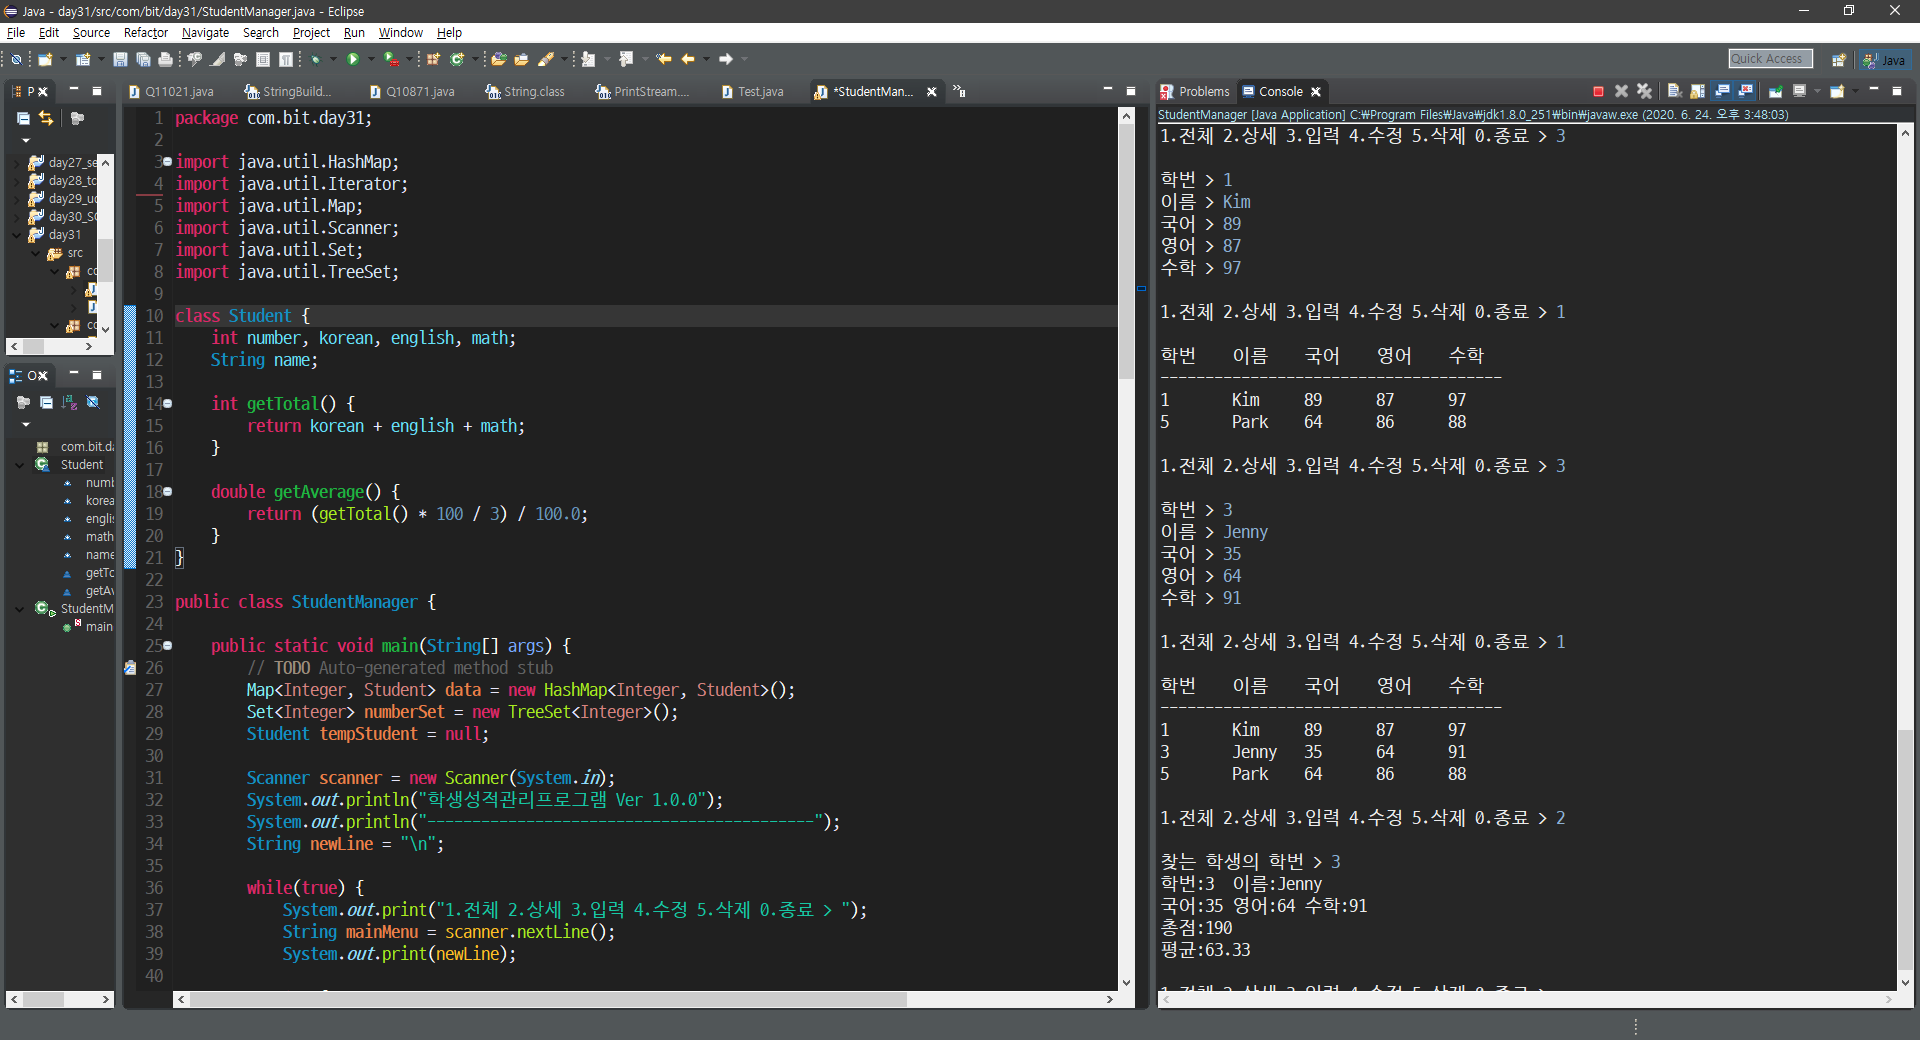 Java - day31/src/com/bit/day31/StudentManager.java - Eclipse
File Edit Source Refactor Navigate Search Project Run Window Help
Quick Access
Java
P
day27_se
day28_tc
day29_uc
day30_SC
day31
src
O
com.bit.da
Student
numb
korea
englis
math
name
getTo
getAv
StudentM
main
Q11021.java StringBuild... Q10871.java String.class PrintStream.... Test.java *StudentMan...
1 package com.bit.day31;
2
3 import java.util.HashMap;
4 import java.util.Iterator;
5 import java.util.Map;
6 import java.util.Scanner;
7 import java.util.Set;
8 import java.util.TreeSet;
9
10 class Student {
11 int number, korean, english, math;
12 String name;
13
14 int getTotal() {
15 return korean + english + math;
16 }
17
18 double getAverage() {
19 return (getTotal() * 100 / 3) / 100.0;
20 }
21 }
22
23 public class StudentManager {
24
25 public static void main(String[] args) {
26 // TODO Auto-generated method stub
27 Map<Integer, Student> data = new HashMap<Integer, Student>();
28 Set<Integer> numberSet = new TreeSet<Integer>();
29 Student tempStudent = null;
30
31 Scanner scanner = new Scanner(System.in);
32 System.out.println("학생성적관리프로그램 Ver 1.0.0");
33 System.out.println("-------------------------------------------");
34 String newLine = "\n";
35
36 while(true) {
37 System.out.print("1.전체 2.상세 3.입력 4.수정 5.삭제 0.종료 > ");
38 String mainMenu = scanner.nextLine();
39 System.out.print(newLine);
40
Problems Console
StudentManager [Java Application] C:₩Program Files₩Java₩jdk1.8.0_251₩bin₩javaw.exe (2020. 6. 24. 오후 3:48:03)
1.전체 2.상세 3.입력 4.수정 5.삭제 0.종료 > 3
학번 > 1
이름 > Kim
국어 > 89
영어 > 87
수학 > 97
1.전체 2.상세 3.입력 4.수정 5.삭제 0.종료 > 1
학번 이름 국어 영어 수학
--------------------------------------
1 Kim 89 87 97
5 Park 64 86 88
1.전체 2.상세 3.입력 4.수정 5.삭제 0.종료 > 3
학번 > 3
이름 > Jenny
국어 > 35
영어 > 64
수학 > 91
1.전체 2.상세 3.입력 4.수정 5.삭제 0.종료 > 1
학번 이름 국어 영어 수학
--------------------------------------
1 Kim 89 87 97
3 Jenny 35 64 91
5 Park 64 86 88
1.전체 2.상세 3.입력 4.수정 5.삭제 0.종료 > 2
찾는 학생의 학번 > 3
학번:3 이름:Jenny
국어:35 영어:64 수학:91
총점:190
평균:63.33
1.전체 2.상세 3.입력 4.수정 5.삭제 0.종료 >